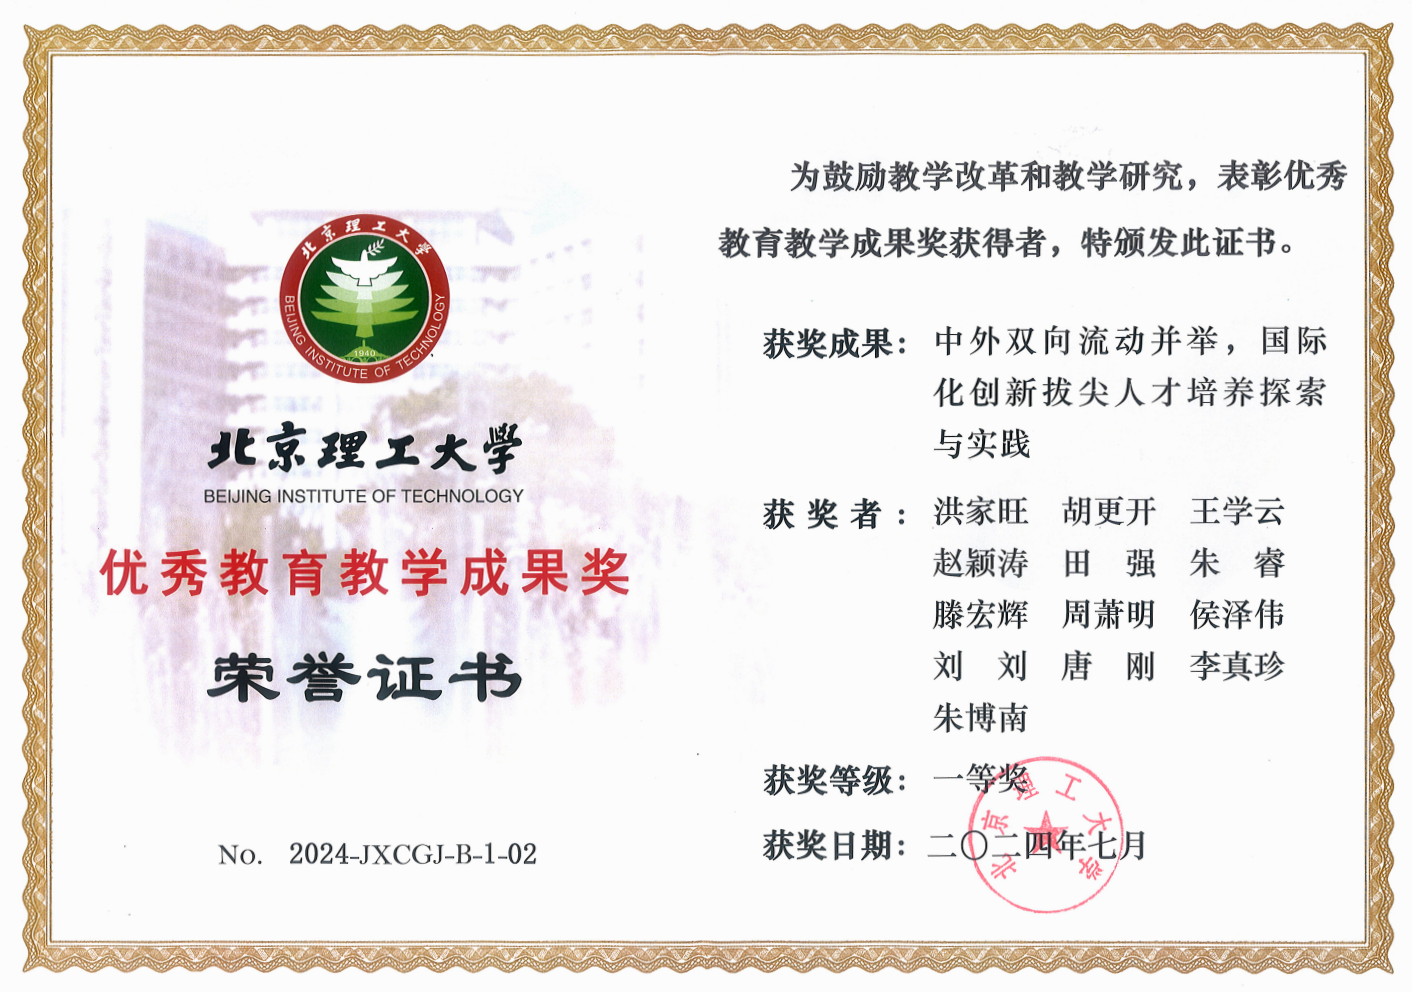 北京理工大学
BEIJING INSTITUTE OF TECHNOLOGY
1940
北京理工大學
BEIJING INSTITUTE OF TECHNOLOGY
优秀教育教学成果奖
荣誉证书
No. 2024-JXCGJ-B-1-02
为鼓励教学改革和教学研究，表彰优秀
教育教学成果奖获得者，特颁发此证书。
获奖成果：中外双向流动并举，国际
化创新拔尖人才培养探索
与实践
获奖者：洪家旺 胡更开 王学云
赵颖涛 田 强 朱 睿
滕宏辉 周萧明 侯泽伟
刘 刘 唐 刚 李真珍
朱博南
获奖等级：一等奖
获奖日期：二〇二四年七月
北京理工大学